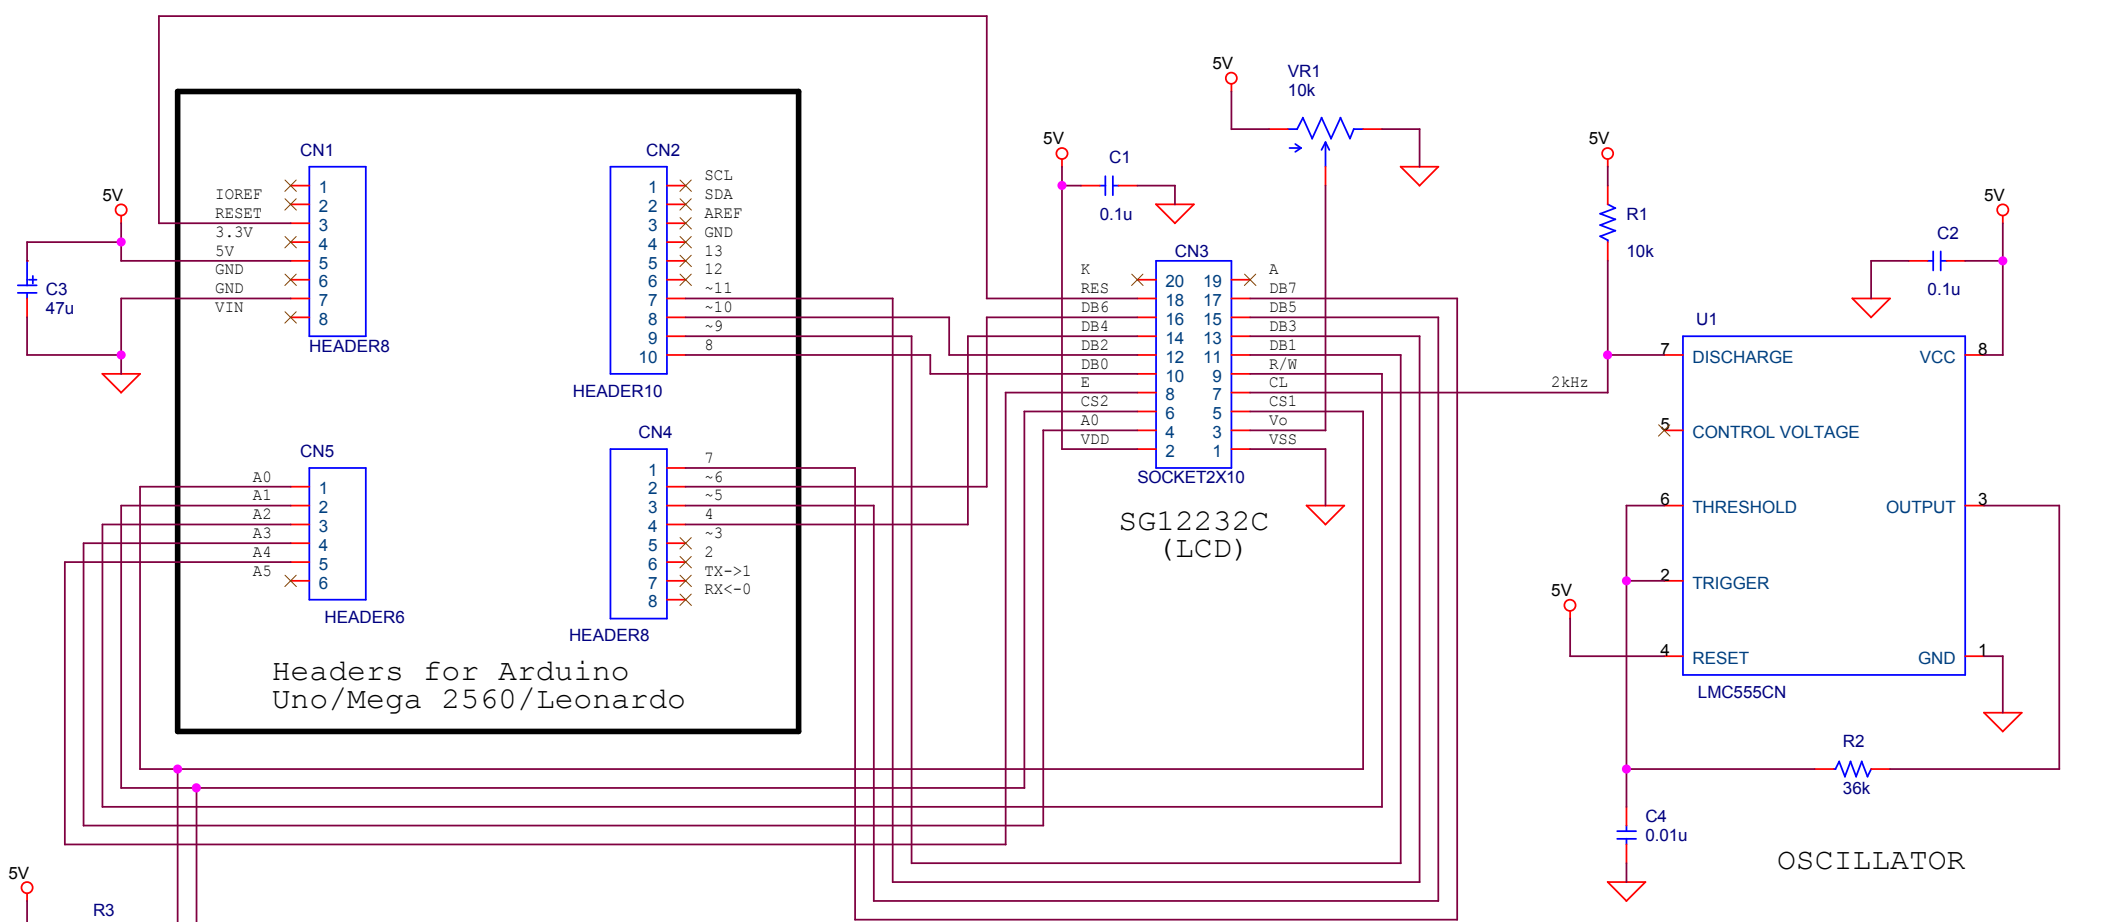 5V
VR1
10k
5V
C1
0.1u
5V
R1
10k
5V
C2
0.1u
CN1
IOREF
RESET
3.3V
5V
GND
GND
VIN
1
2
3
4
5
6
7
8
HEADER8
5V
C3
47u
CN2
1
2
3
4
5
6
7
8
9
10
SCL
SDA
AREF
GND
13
12
~11
~10
~9
8
HEADER10
CN3
K
RES
DB6
DB4
DB2
DB0
E
CS2
A0
VDD
20 19
18 17
16 15
14 13
12 11
10 9
8 7
6 5
4 3
2 1
A
DB7
DB5
DB3
DB1
R/W
CL
CS1
Vo
VSS
SOCKET2X10
SG12232C
(LCD)
2kHz
CN5
A0
A1
A2
A3
A4
A5
1
2
3
4
5
6
HEADER6
CN4
1
2
3
4
5
6
7
8
7
~6
~5
4
~3
2
TX->1
RX<-0
HEADER8
Headers for Arduino
Uno/Mega 2560/Leonardo
U1
7 DISCHARGE VCC 8
5 CONTROL VOLTAGE
6 THRESHOLD OUTPUT 3
2 TRIGGER
5V
4 RESET GND 1
LMC555CN
R2
36k
C4
0.01u
OSCILLATOR
5V
R3